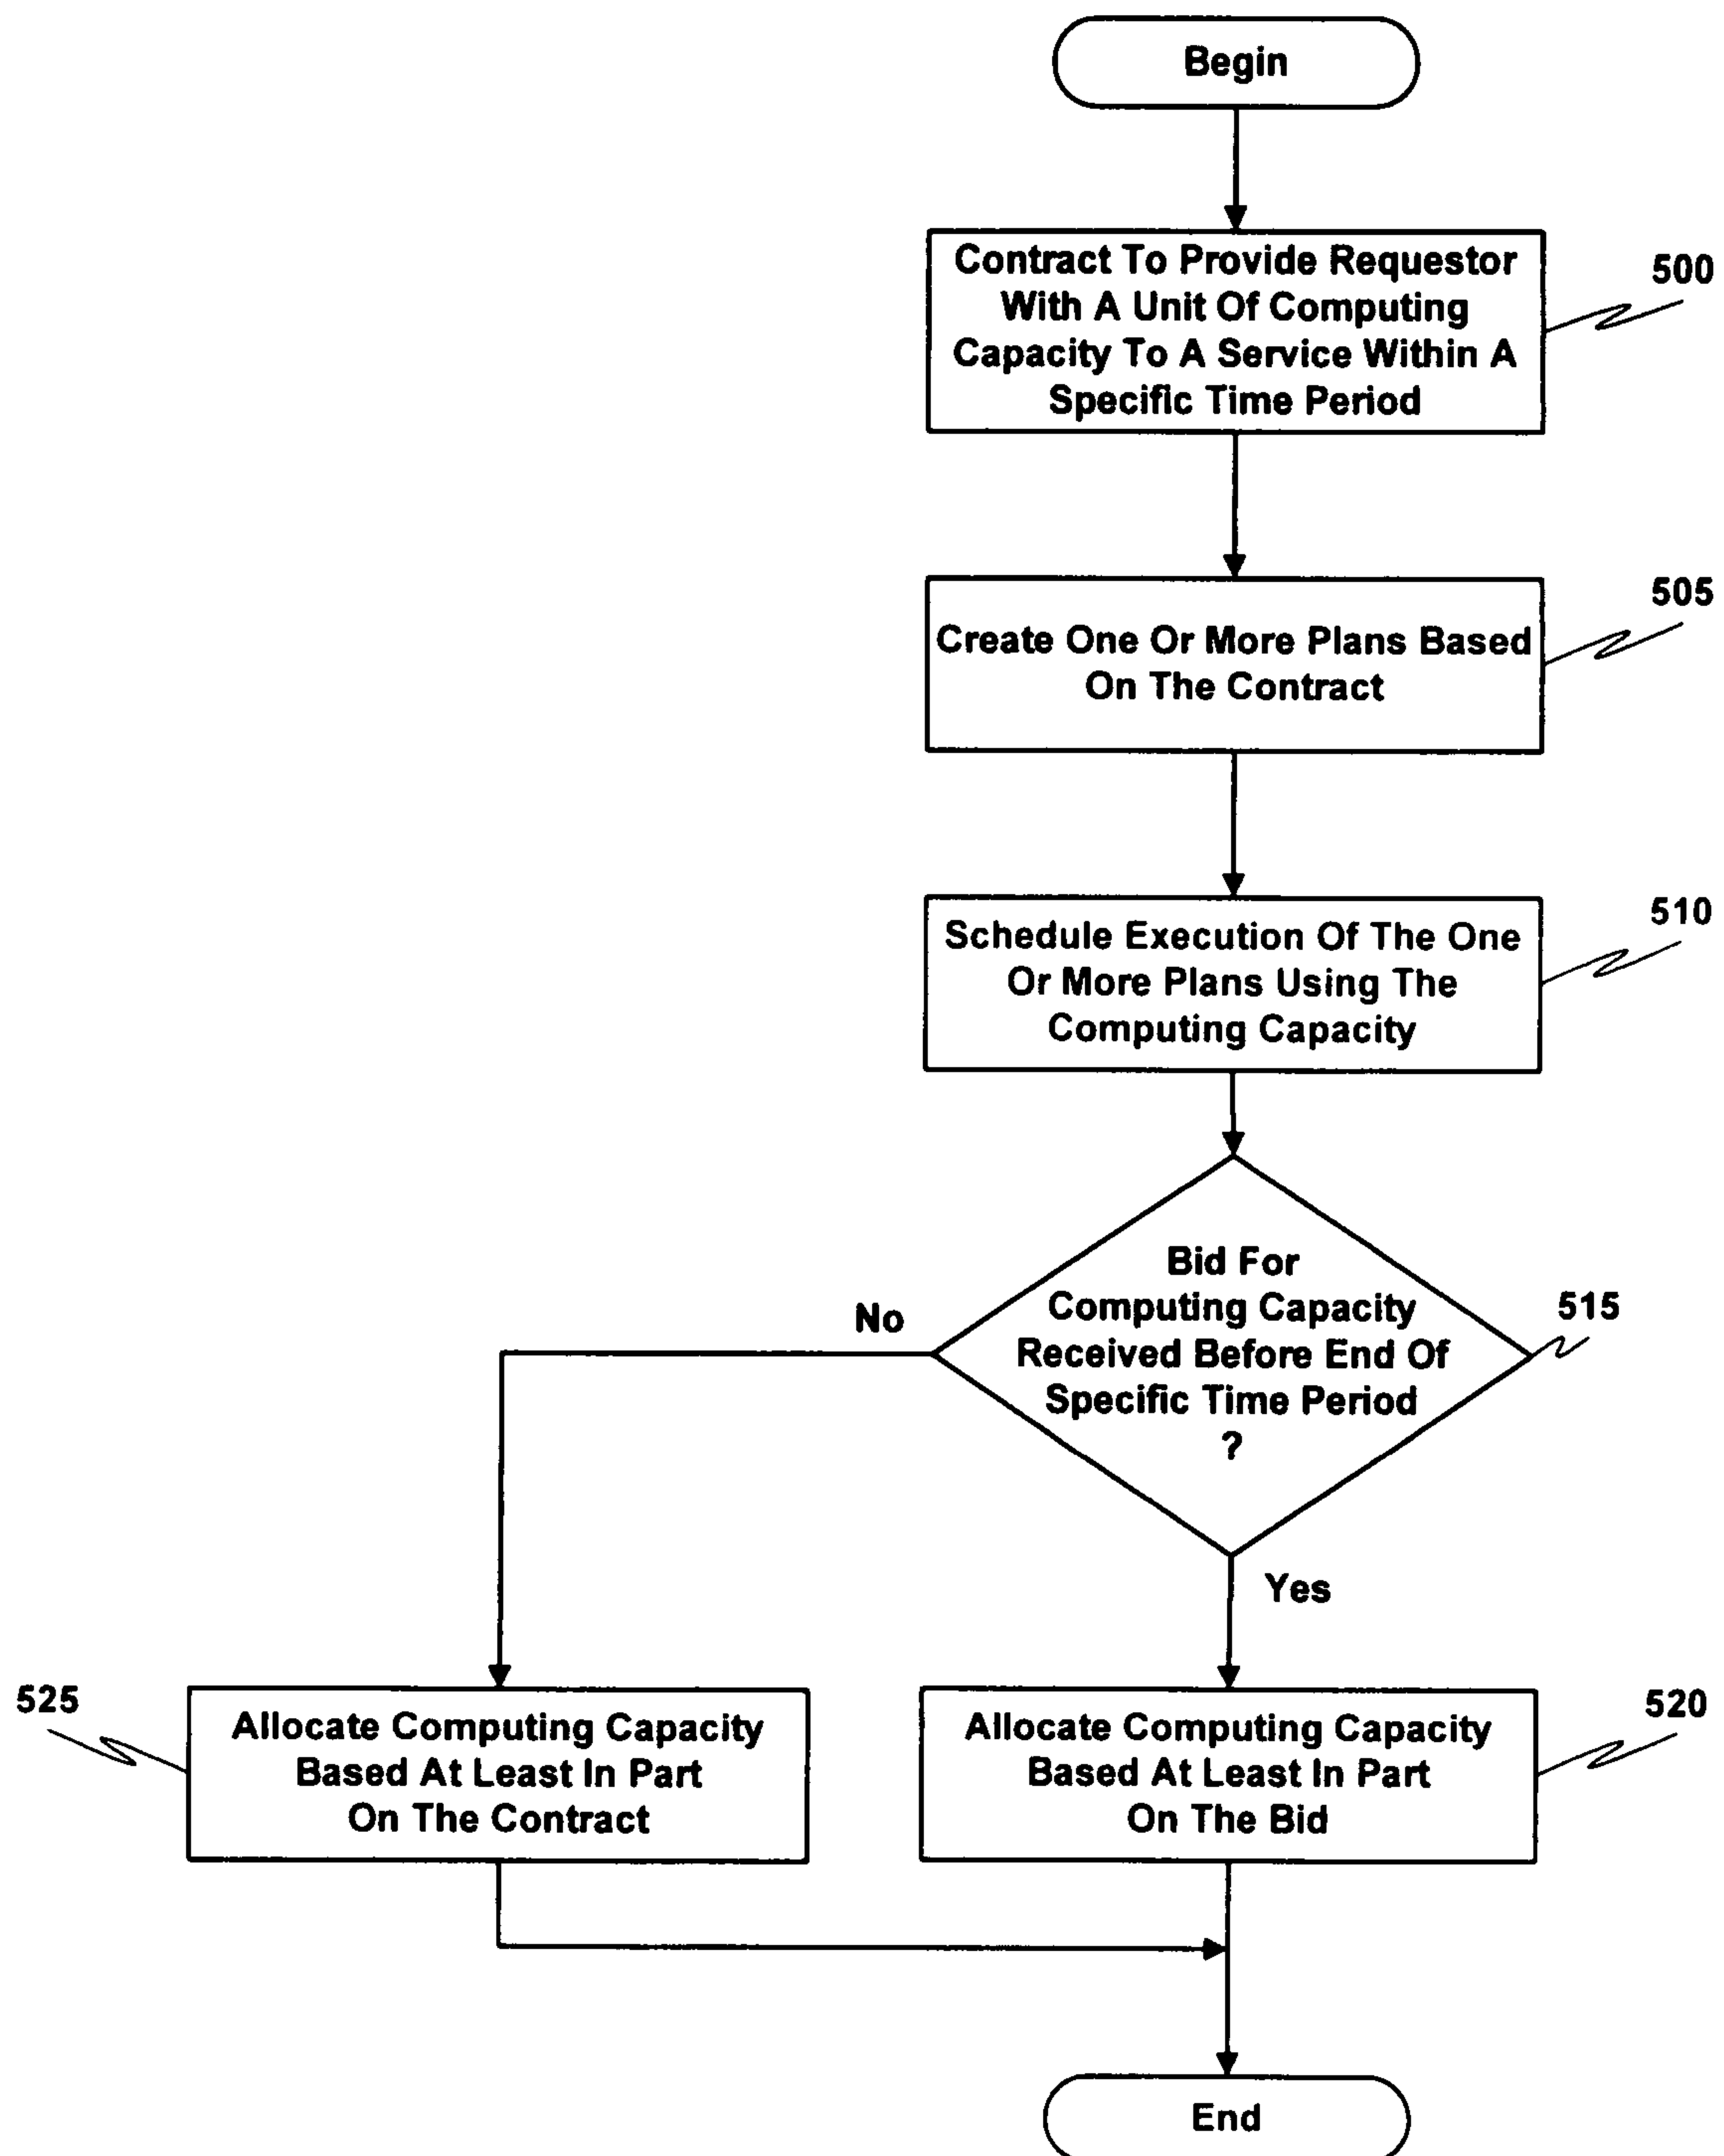 Begin
Contract To Provide Requestor
With A Unit Of Computing
Capacity To A Service Within A
Specific Time Period
500
Create One Or More Plans Based
On The Contract
505
Schedule Execution Of The One
Or More Plans Using The
Computing Capacity
510
Bid For
Computing Capacity
Received Before End Of
Specific Time Period
?
515
No
Yes
525
Allocate Computing Capacity
Based At Least In Part
On The Contract
Allocate Computing Capacity
Based At Least In Part
On The Bid
520
End